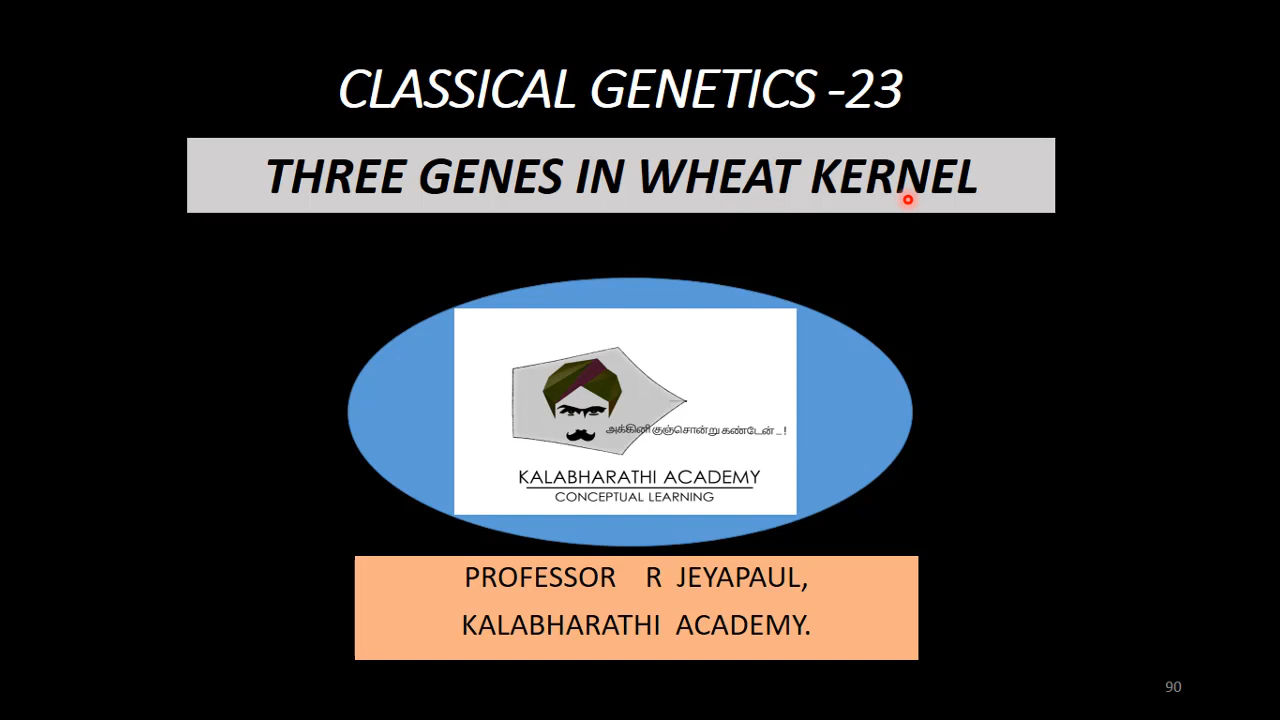 CLASSICAL GENETICS -23
THREE GENES IN WHEAT KERNEL
அக்கினி குஞ்சொன்று கண்டேன் ...!
KALABHARATHI ACADEMY
CONCEPTUAL LEARNING
PROFESSOR R JEYAPAUL,
KALABHARATHI ACADEMY.
90